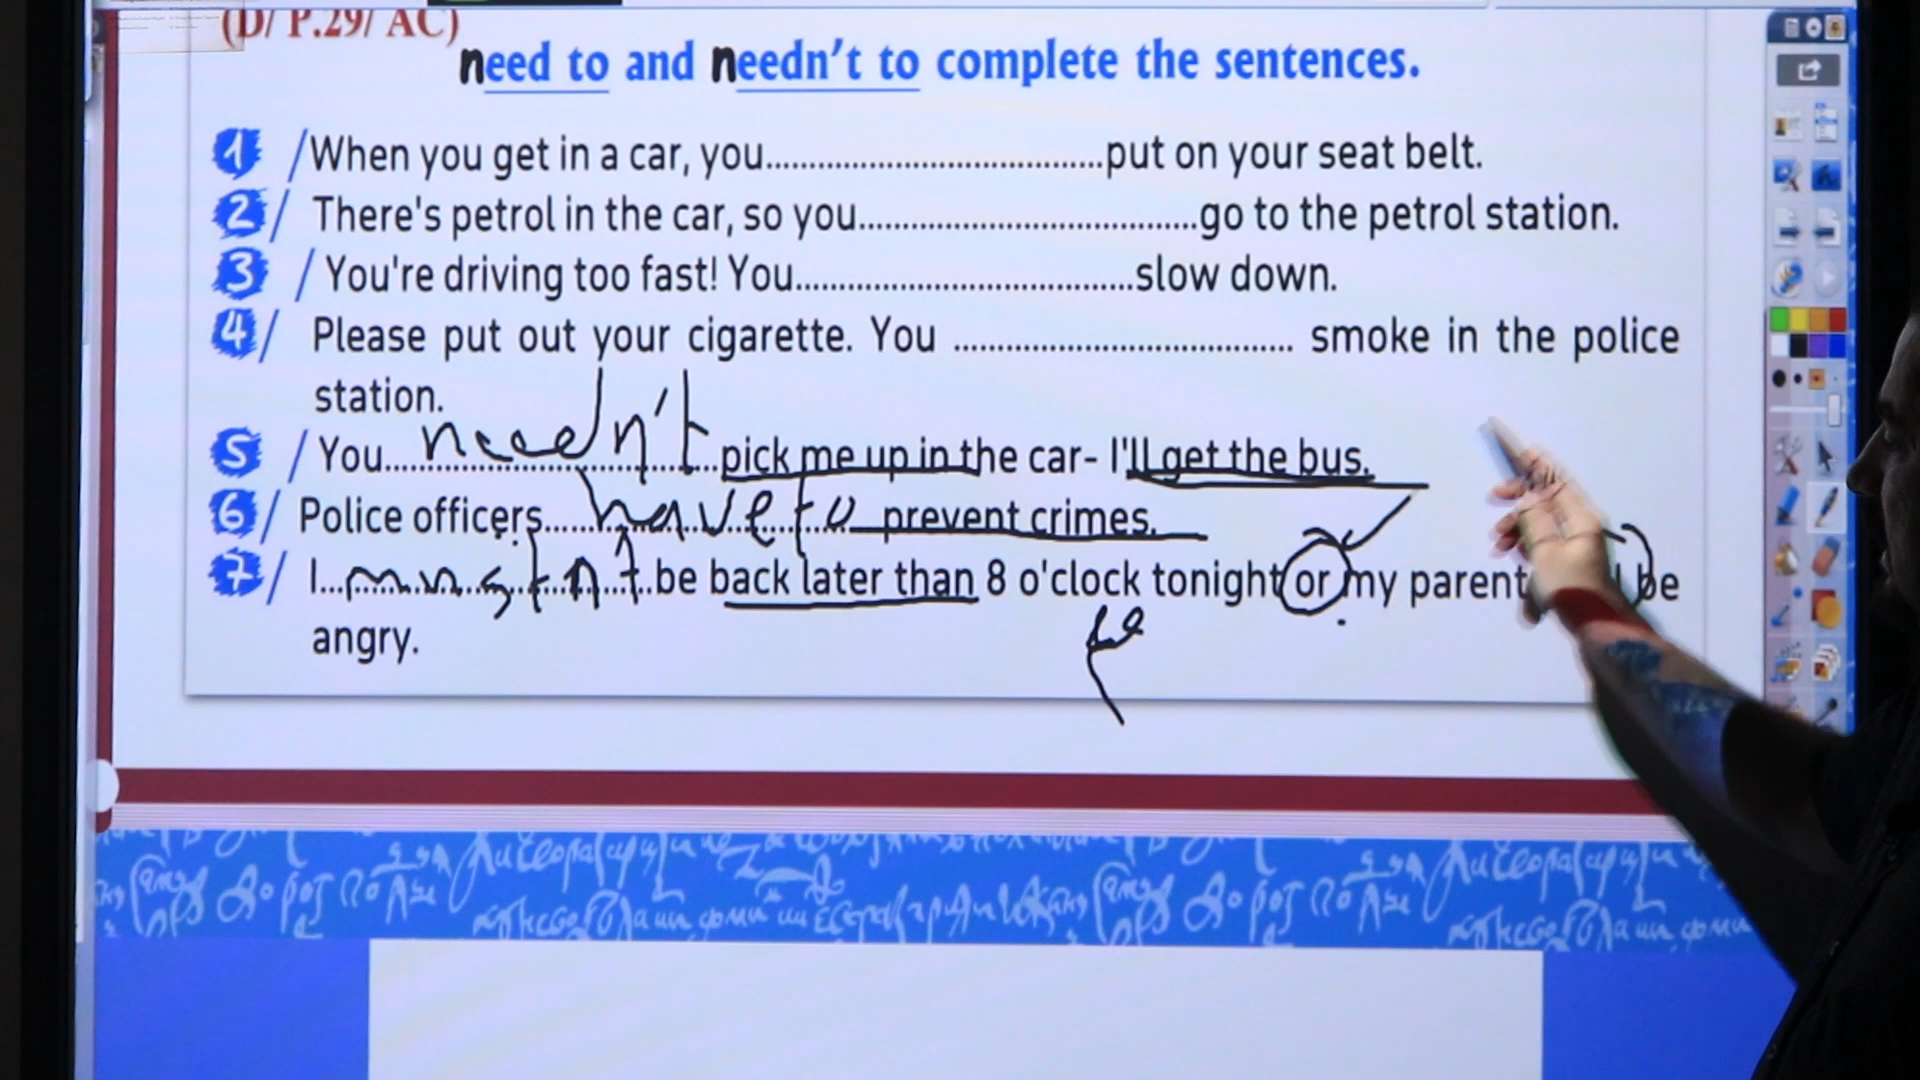 (D/ P.29/ AC)
need to and needn't to complete the sentences.
1 / When you get in a car, you.......................................put on your seat belt.
2 / There's petrol in the car, so you.......................................go to the petrol station.
3 / You're driving too fast! You.......................................slow down.
4 / Please put out your cigarette. You ....................................... smoke in the police
station.
5 / You...needn't...pick me up in the car- I'll get the bus.
6 / Police officers...have to prevent crimes.
7 / I...mustn't...be back later than 8 o'clock tonight or my parent be
angry.